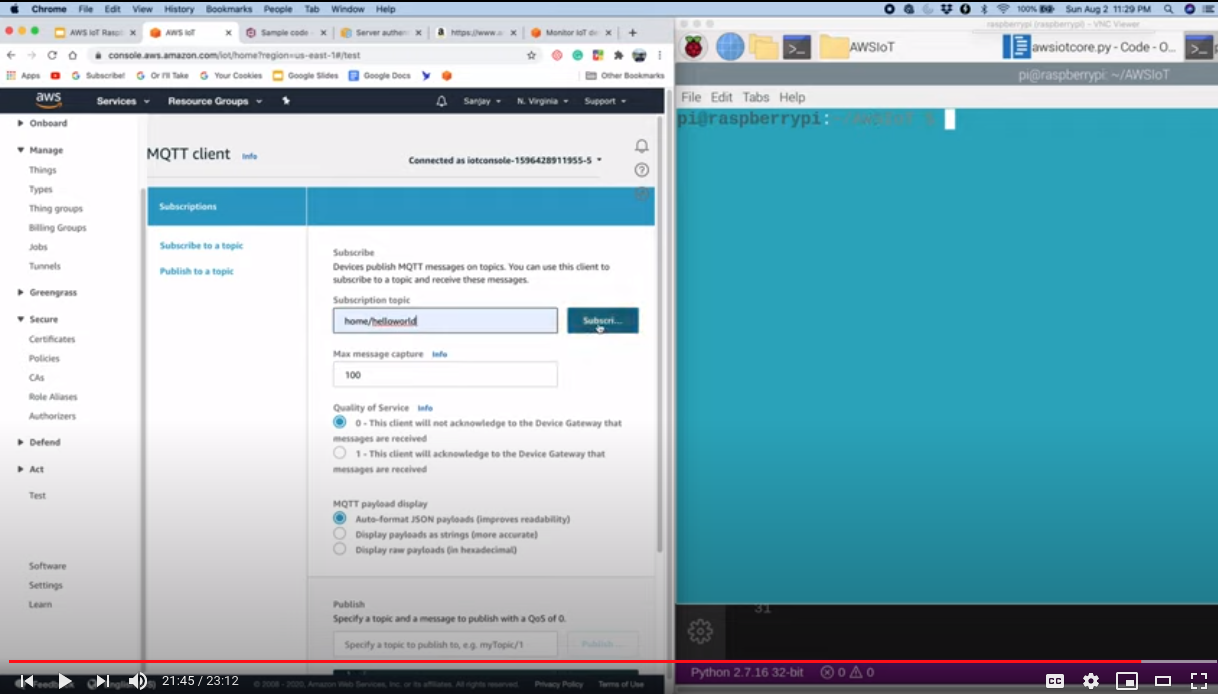 Chrome File Edit View History Bookmarks People Tab Window Help
100% Sun Aug 2 11:29 PM
AWS IoT Raspb
AWS IoT
Sample code
Server authen
https://www.a
Monitor IoT de
raspberrypi (raspberrypi) - VNC Viewer
console.aws.amazon.com/iot/home?region=us-east-1#/test
AWSIoT
awsiotcore.py - Code - O...
Apps Subscribe! Or I'll Take Your Cookies Google Slides Google Docs Other Bookmarks
pi@raspberrypi: ~/AWSIoT
File Edit Tabs Help
aws Services Resource Groups Sanjay N. Virginia Support
pi@raspberrypi:~/AWSIoT $
Onboard
Manage
Things
Types
Thing groups
Billing Groups
Jobs
Tunnels
Greengrass
Secure
Certificates
Policies
CAs
Role Aliases
Authorizers
Defend
Act
Test
Software
Settings
Learn
MQTT client Info
Connected as iotconsole-1596428911955-5
Subscriptions
Subscribe to a topic
Publish to a topic
Subscribe
Devices publish MQTT messages on topics. You can use this client to
subscribe to a topic and receive these messages.
Subscription topic
home/helloworld Subscri...
Max message capture Info
100
Quality of Service Info
0 - This client will not acknowledge to the Device Gateway that
messages are received
1 - This client will acknowledge to the Device Gateway that
messages are received
MQTT payload display
Auto-format JSON payloads (improves readability)
Display payloads as strings (more accurate)
Display raw payloads (in hexadecimal)
Publish
Specify a topic and a message to publish with a QoS of 0.
Specify a topic to publish to, e.g. myTopic/1 Publish
31
Python 2.7.16 32-bit 0 0
21:45 / 23:12
CC
Feedback
© 2008 - 2020, Amazon Web Services, Inc. or its affiliates. All rights reserved. Privacy Policy Terms of Use